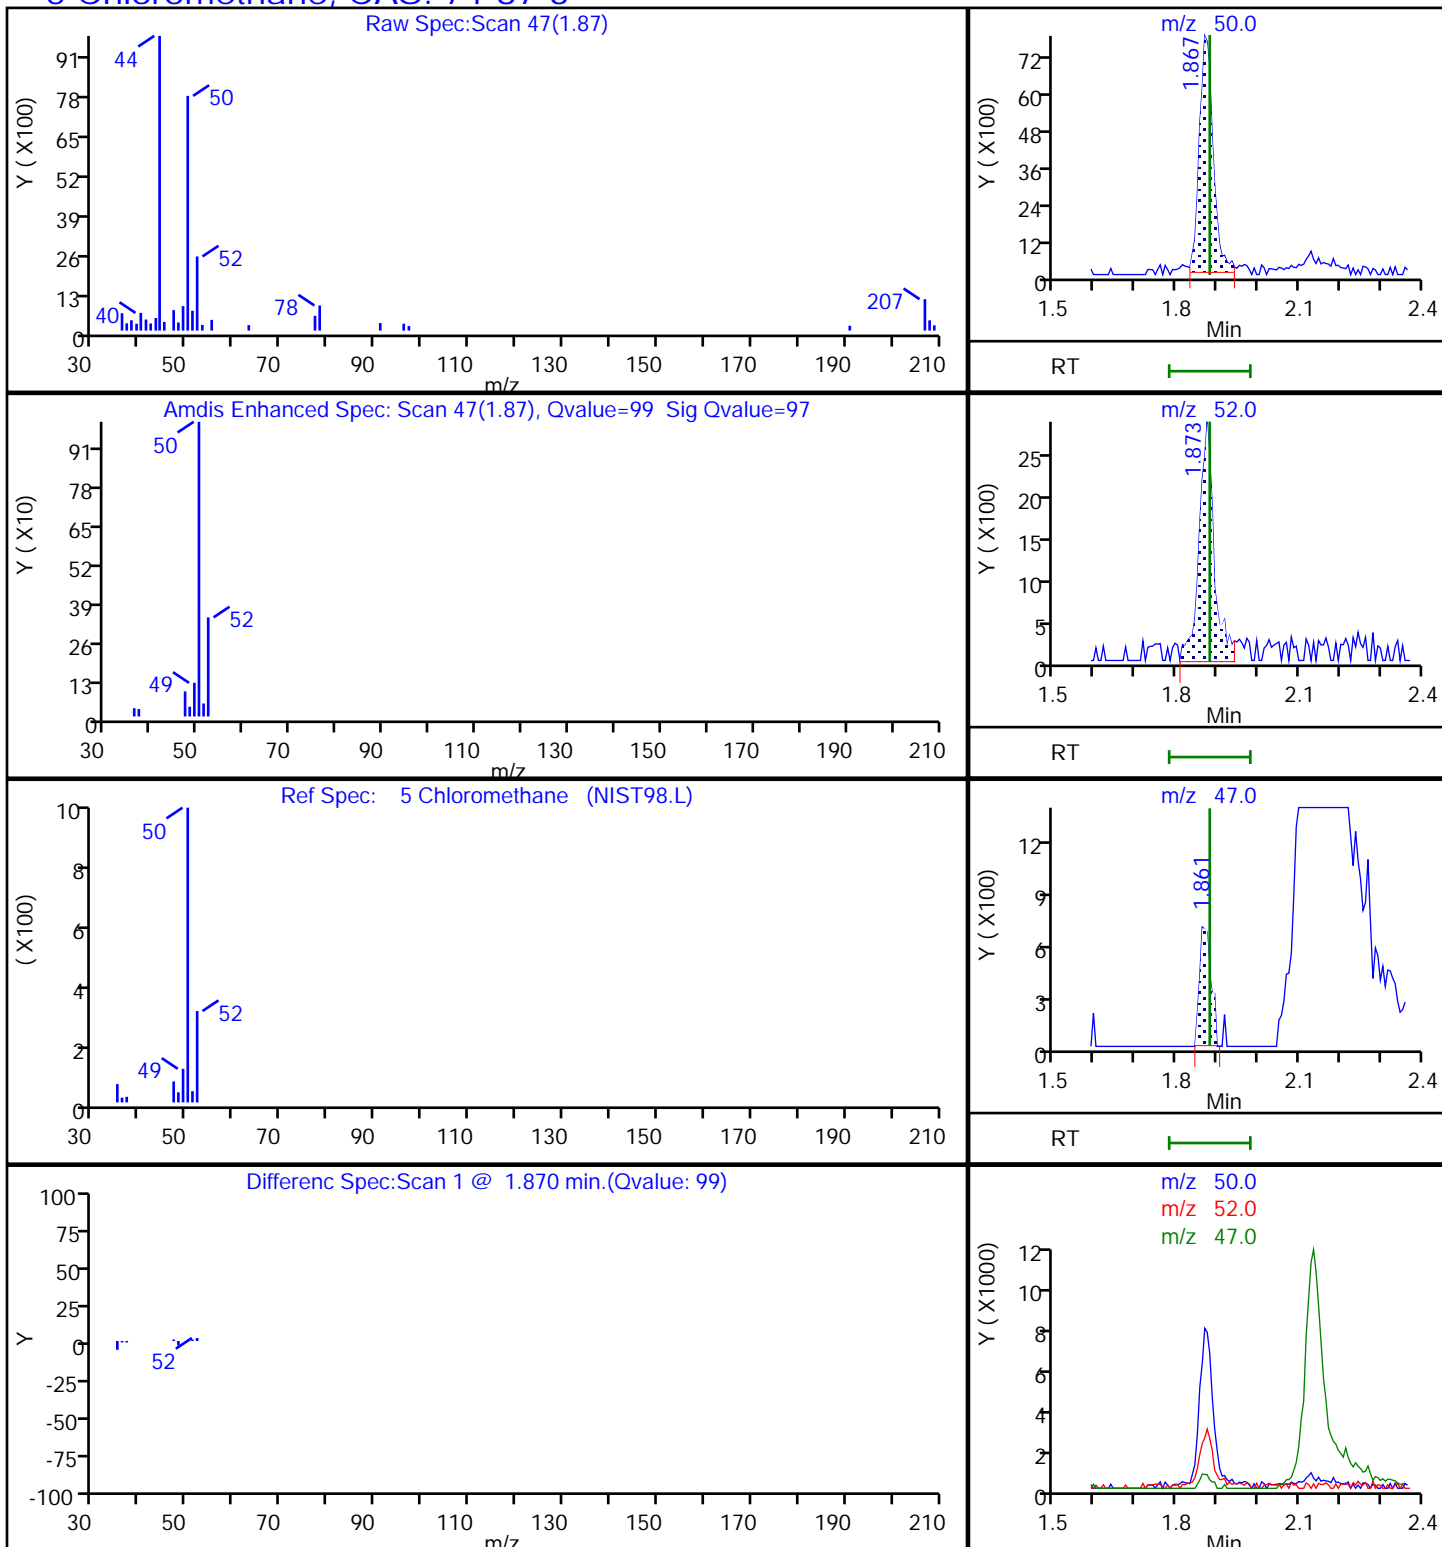 5 Chloromethane, CAS: 74-87-3
Raw Spec:Scan 47(1.87)
Y ( X100)
91
78
65
52
39
26
13
0
44
50
52
40
78
207
30 50 70 90 110 130 150 170 190 210
m/z
m/z 50.0
Y ( X100)
72
60
48
36
24
12
0
1.867
1.5 1.8 2.1 2.4
Min
RT
Amdis Enhanced Spec: Scan 47(1.87), Qvalue=99 Sig Qvalue=97
Y ( X10)
91
78
65
52
39
26
13
0
50
52
49
30 50 70 90 110 130 150 170 190 210
m/z
m/z 52.0
Y ( X100)
25
20
15
10
5
0
1.873
1.5 1.8 2.1 2.4
Min
RT
Ref Spec: 5 Chloromethane (NIST98.L)
( X100)
10
8
6
4
2
0
50
52
49
30 50 70 90 110 130 150 170 190 210
m/z 47.0
Y ( X100)
12
9
6
3
0
1.861
1.5 1.8 2.1 2.4
Min
RT
Differenc Spec:Scan 1 @ 1.870 min.(Qvalue: 99)
Y
100
75
50
25
0
-25
-50
-75
-100
52
30 50 70 90 110 130 150 170 190 210
m/z
m/z 50.0
m/z 52.0
m/z 47.0
Y ( X1000)
12
10
8
6
4
2
0
1.5 1.8 2.1 2.4
Min